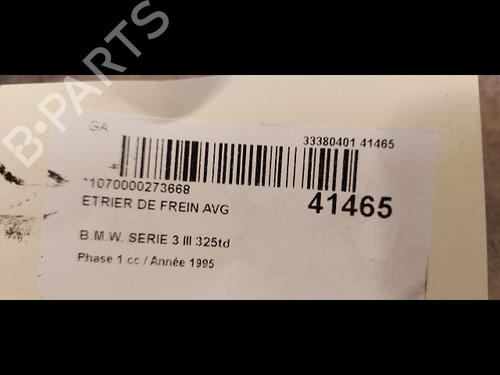 B-PARTS
GA
33380401 41465
*1070000273668
41465
ETRIER DE FREIN AVG
B.M.W. SERIE 3 III 325td
Phase 1 cc / Année 1995